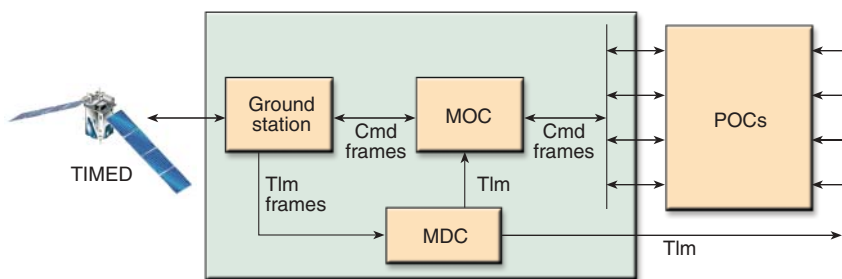 TIMED
Ground
station
Cmd
frames
MOC
Cmd
frames
POCs
Tlm
frames
Tlm
MDC
Tlm